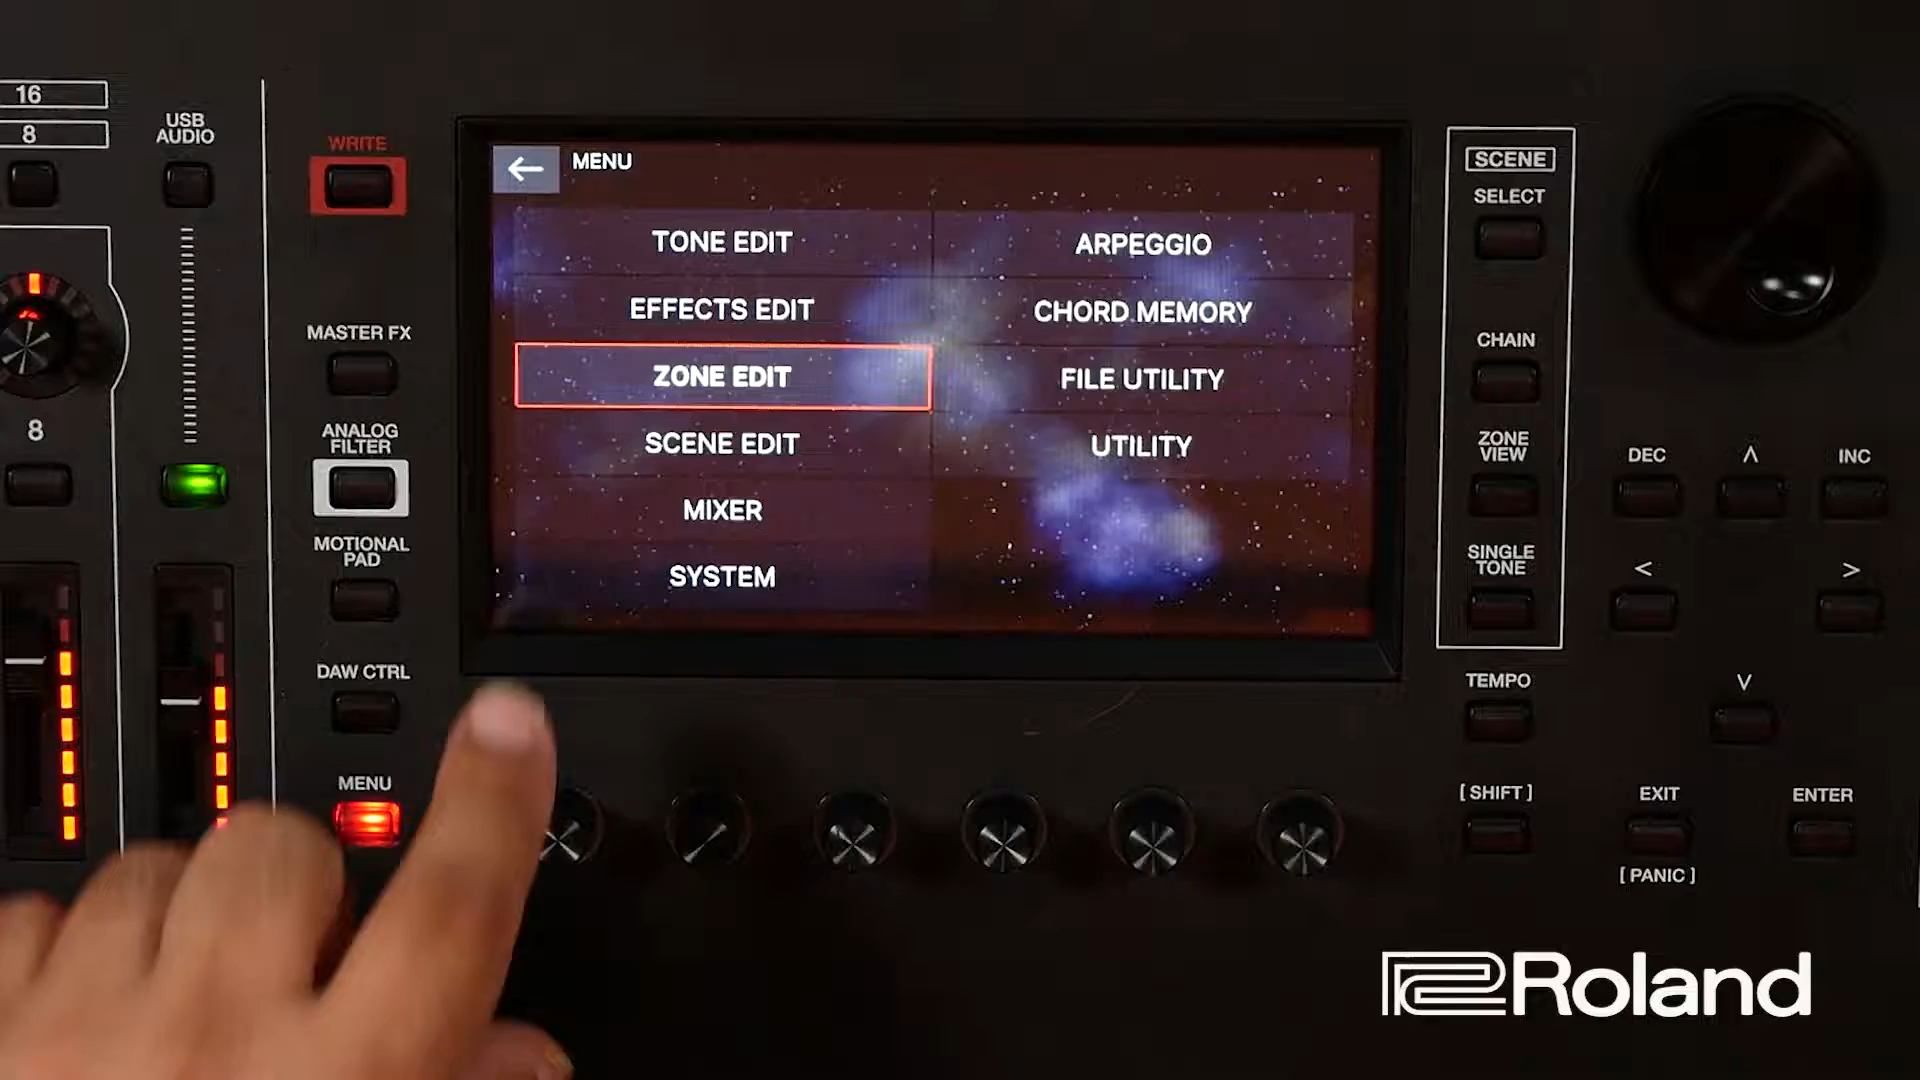 16
8
USB
AUDIO
8
WRITE
MASTER FX
ANALOG
FILTER
MOTIONAL
PAD
DAW CTRL
MENU
MENU
TONE EDIT
EFFECTS EDIT
ZONE EDIT
SCENE EDIT
MIXER
SYSTEM
ARPEGGIO
CHORD MEMORY
FILE UTILITY
UTILITY
SCENE
SELECT
CHAIN
ZONE
VIEW
SINGLE
TONE
TEMPO
[ SHIFT ]
DEC
INC
EXIT
[ PANIC ]
ENTER
Roland